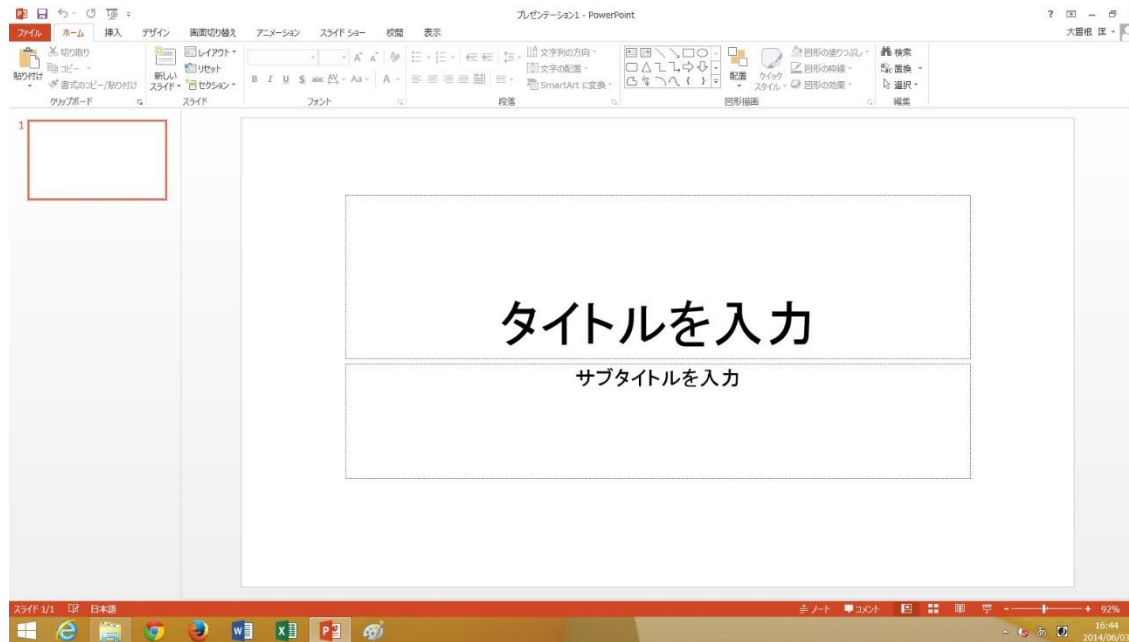 プレゼンテーション1 - PowerPoint
ファイル ホーム 挿入 デザイン 画面切り替え アニメーション スライド ショー 校閲 表示
大曽根 匡
貼り付け
切り取り
コピー
書式のコピー/貼り付け
クリップボード
新しい
スライド
レイアウト
リセット
セクション
スライド
B I U S abc AV Aa A
フォント
文字列の方向
文字の配置
SmartArt に変換
段落
配置
クイック
スタイル
図形の塗りつぶし
図形の枠線
図形の効果
図形描画
検索
置換
選択
編集
1
タイトルを入力
サブタイトルを入力
スライド 1/1 日本語
ノート コメント 92%
あ
16:44
2014/06/03